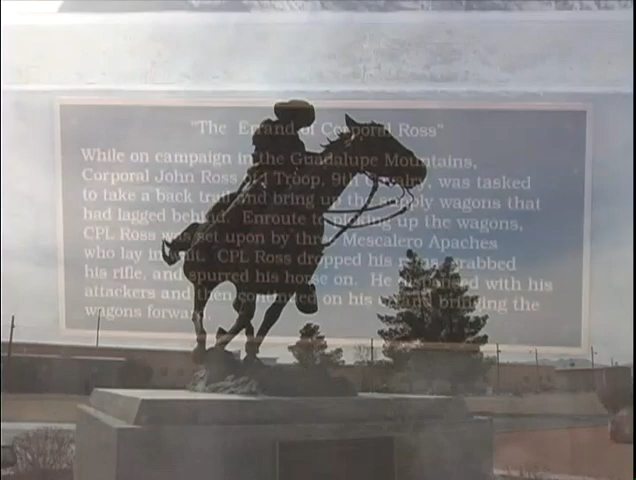 "The Errand of Corporal Ross"
While on campaign in the Guadalupe Mountains,
Corporal John Ross Troop, 9th Cavalry, was tasked
to take a back trail and bring up the supply wagons that
had lagged behind. Enroute to picking up the wagons,
CPL Ross was set upon by three Mescalero Apaches
who lay in wait. CPL Ross dropped his reins, grabbed
his rifle, and spurred his horse on. He with his
attackers and then continued on his errand bringing the
wagons forward.